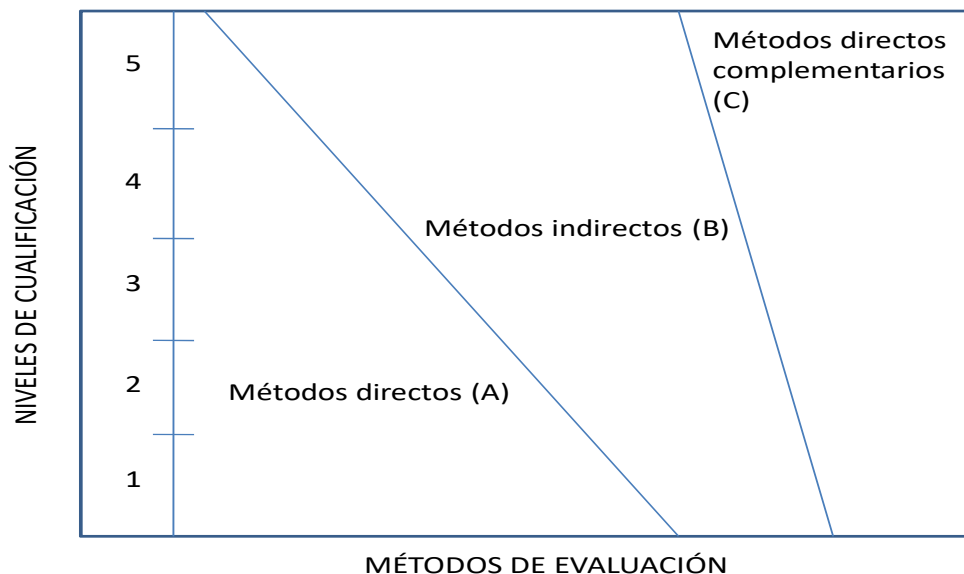 NIVELES DE CUALIFICACIÓN
5
4
3
2
1
Métodos directos
complementarios
(C)
Métodos indirectos (B)
Métodos directos (A)
MÉTODOS DE EVALUACIÓN